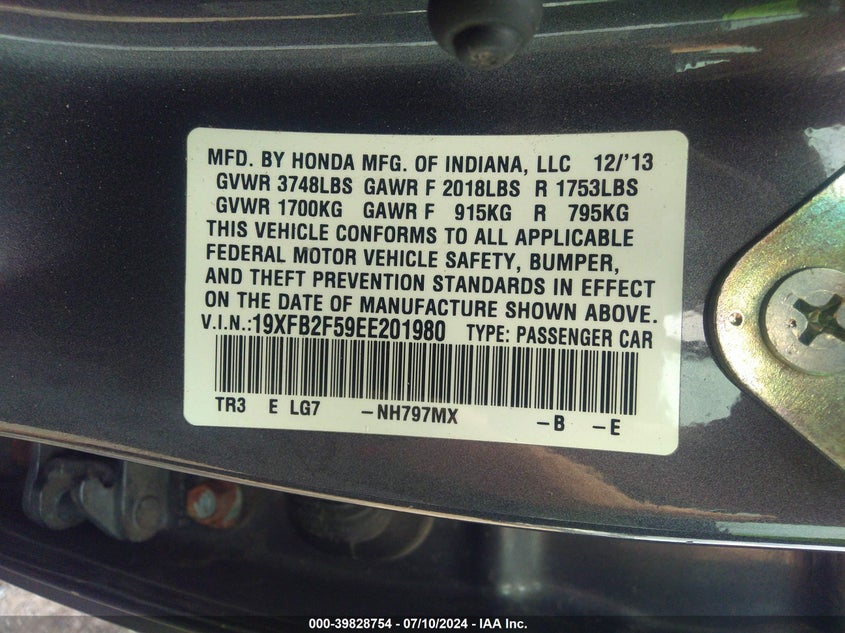 MFD. BY HONDA MFG. OF INDIANA, LLC 12/'13
GVWR 3748LBS GAWR F 2018LBS R 1753LBS
GVWR 1700KG GAWR F 915KG R 795KG
THIS VEHICLE CONFORMS TO ALL APPLICABLE
FEDERAL MOTOR VEHICLE SAFETY, BUMPER,
AND THEFT PREVENTION STANDARDS IN EFFECT
ON THE DATE OF MANUFACTURE SHOWN ABOVE.
V.I.N.:19XFB2F59EE201980 TYPE: PASSENGER CAR
TR3 E LG7 –NH797MX –B –E
000-39828754 - 07/10/2024 - IAA Inc.